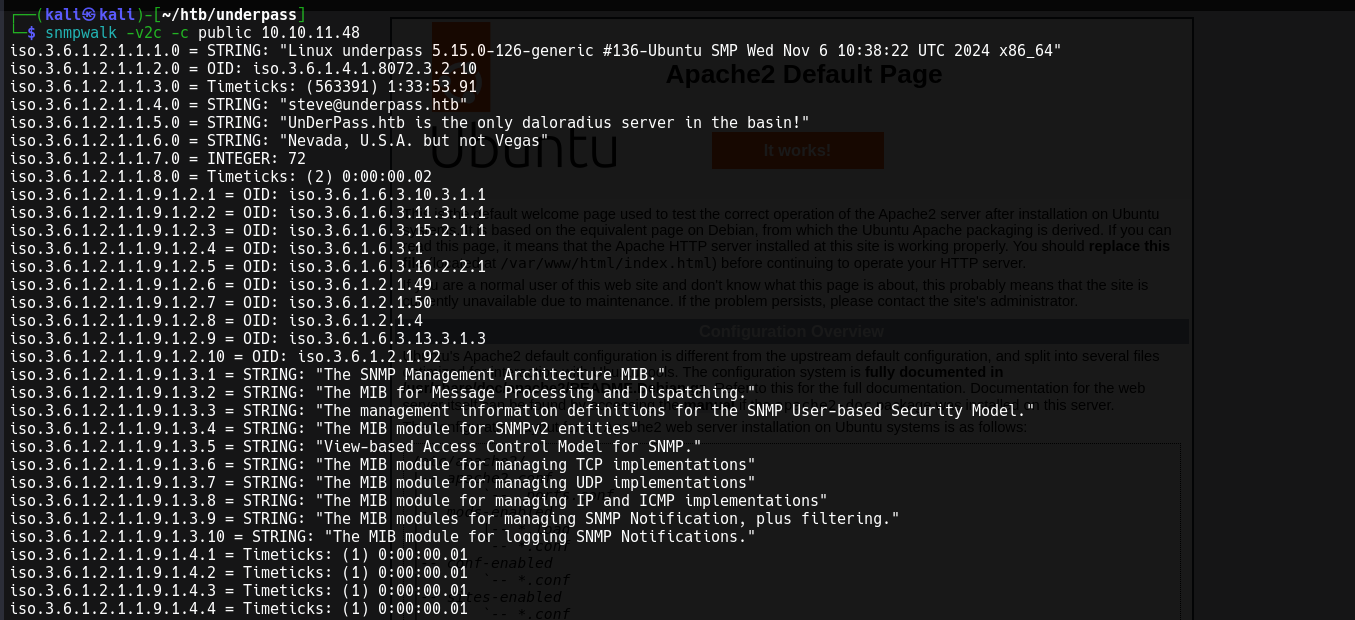 ┌──(kali㉿kali)-[~/htb/underpass]
└─$ snmpwalk -v2c -c public 10.10.11.48
iso.3.6.1.2.1.1.1.0 = STRING: "Linux underpass 5.15.0-126-generic #136-Ubuntu SMP Wed Nov 6 10:38:22 UTC 2024 x86_64"
iso.3.6.1.2.1.1.2.0 = OID: iso.3.6.1.4.1.8072.3.2.10
iso.3.6.1.2.1.1.3.0 = Timeticks: (563391) 1:33:53.91
iso.3.6.1.2.1.1.4.0 = STRING: "steve@underpass.htb"
iso.3.6.1.2.1.1.5.0 = STRING: "UnDerPass.htb is the only daloradius server in the basin!"
iso.3.6.1.2.1.1.6.0 = STRING: "Nevada, U.S.A. but not Vegas"
iso.3.6.1.2.1.1.7.0 = INTEGER: 72
iso.3.6.1.2.1.1.8.0 = Timeticks: (2) 0:00:00.02
iso.3.6.1.2.1.1.9.1.2.1 = OID: iso.3.6.1.6.3.10.3.1.1
iso.3.6.1.2.1.1.9.1.2.2 = OID: iso.3.6.1.6.3.11.3.1.1
iso.3.6.1.2.1.1.9.1.2.3 = OID: iso.3.6.1.6.3.15.2.1.1
iso.3.6.1.2.1.1.9.1.2.4 = OID: iso.3.6.1.6.3.1
iso.3.6.1.2.1.1.9.1.2.5 = OID: iso.3.6.1.6.3.16.2.2.1
iso.3.6.1.2.1.1.9.1.2.6 = OID: iso.3.6.1.2.1.49
iso.3.6.1.2.1.1.9.1.2.7 = OID: iso.3.6.1.2.1.50
iso.3.6.1.2.1.1.9.1.2.8 = OID: iso.3.6.1.2.1.4
iso.3.6.1.2.1.1.9.1.2.9 = OID: iso.3.6.1.6.3.13.3.1.3
iso.3.6.1.2.1.1.9.1.2.10 = OID: iso.3.6.1.2.1.92
iso.3.6.1.2.1.1.9.1.3.1 = STRING: "The SNMP Management Architecture MIB."
iso.3.6.1.2.1.1.9.1.3.2 = STRING: "The MIB for Message Processing and Dispatching."
iso.3.6.1.2.1.1.9.1.3.3 = STRING: "The management information definitions for the SNMP User-based Security Model."
iso.3.6.1.2.1.1.9.1.3.4 = STRING: "The MIB module for SNMPv2 entities"
iso.3.6.1.2.1.1.9.1.3.5 = STRING: "View-based Access Control Model for SNMP."
iso.3.6.1.2.1.1.9.1.3.6 = STRING: "The MIB module for managing TCP implementations"
iso.3.6.1.2.1.1.9.1.3.7 = STRING: "The MIB module for managing UDP implementations"
iso.3.6.1.2.1.1.9.1.3.8 = STRING: "The MIB module for managing IP and ICMP implementations"
iso.3.6.1.2.1.1.9.1.3.9 = STRING: "The MIB modules for managing SNMP Notification, plus filtering."
iso.3.6.1.2.1.1.9.1.3.10 = STRING: "The MIB module for logging SNMP Notifications."
iso.3.6.1.2.1.1.9.1.4.1 = Timeticks: (1) 0:00:00.01
iso.3.6.1.2.1.1.9.1.4.2 = Timeticks: (1) 0:00:00.01
iso.3.6.1.2.1.1.9.1.4.3 = Timeticks: (1) 0:00:00.01
iso.3.6.1.2.1.1.9.1.4.4 = Timeticks: (1) 0:00:00.01
Apache2 Default Page
Ubuntu
It works!
default welcome page used to test the correct operation of the Apache2 server after installation on Ubuntu
based on the equivalent page on Debian, from which the Ubuntu Apache packaging is derived. If you can
this page, it means that the Apache HTTP server installed at this site is working properly. You should replace this
at /var/www/html/index.html) before continuing to operate your HTTP server.
are a normal user of this web site and don't know what this page is about, this probably means that the site is
unavailable due to maintenance. If the problem persists, please contact the site's administrator.
Configuration Overview
Apache2 default configuration is different from the upstream default configuration, and split into several files
The configuration system is fully documented in
to this for the full documentation. Documentation for the web
on this server.
web server installation on Ubuntu systems is as follows:
`-- *.conf
conf-enabled
`-- *.conf
sites-enabled
`-- *.conf